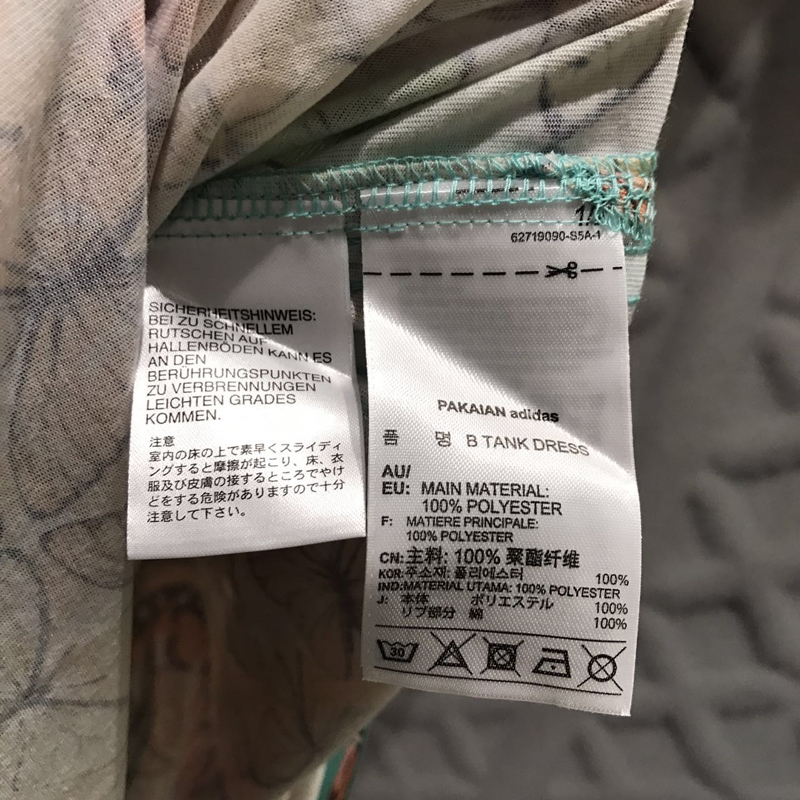 SICHERHEITSHINWEIS:
BEI ZU SCHNELLEM
RUTSCHEN AUF
HALLENBÖDEN KANN ES
AN DEN
BERÜHRUNGSPUNKTEN
ZU VERBRENNUNGEN
LEICHTEN GRADES
KOMMEN.
注意
室内の床の上で素早くスライディ
ングすると摩擦が起こり、床、衣
服及び皮膚の接するところでやけ
どをする危険がありますので十分
注意して下さい。
62719090-S5A-1
PAKAIAN adidas
품 명 B TANK DRESS
AU/
EU: MAIN MATERIAL:
100% POLYESTER
F: MATIERE PRINCIPALE:
100% POLYESTER
CN:主料: 100% 聚酯纤维
KOR:주소재: 폴리에스터 100%
IND:MATERIAL UTAMA: 100% POLYESTER
J: 本体 ポリエステル 100%
リブ部分 綿 100%
30